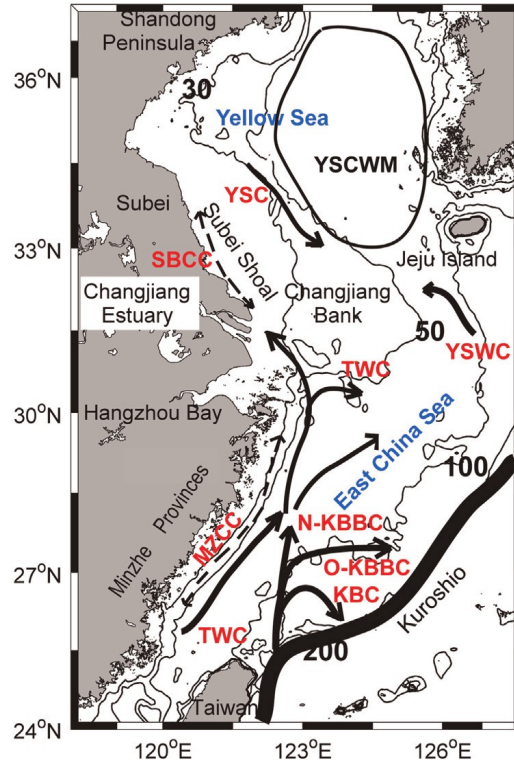 Shandong
Peninsula
36°N
30
Yellow Sea
YSCWM
YSC
Subei
Subei Shoal
33°N
SBCC
Jeju Island
Changjiang
Estuary
Changjiang
Bank
50
YSWC
TWC
30°N
Hangzhou Bay
East China Sea
100
Minzhe Provinces
MZCC
N-KBBC
O-KBBC
27°N
KBC
Kuroshio
TWC
200
Taiwan
24°N
120°E
123°E
126°E